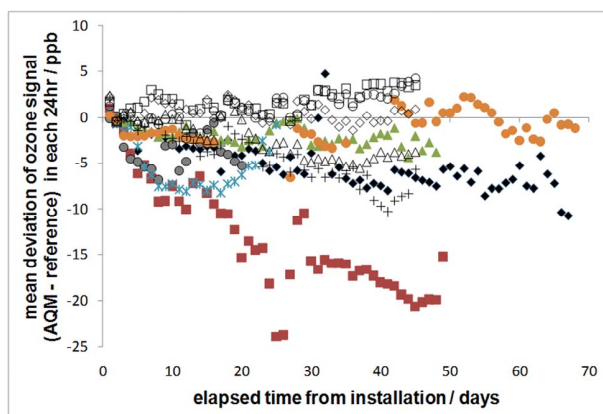 10
5
0
-5
-10
-15
-20
-25
0 10 20 30 40 50 60 70
mean deviation of ozone signal
(AQM - reference) in each 24hr / ppb
elapsed time from installation / days